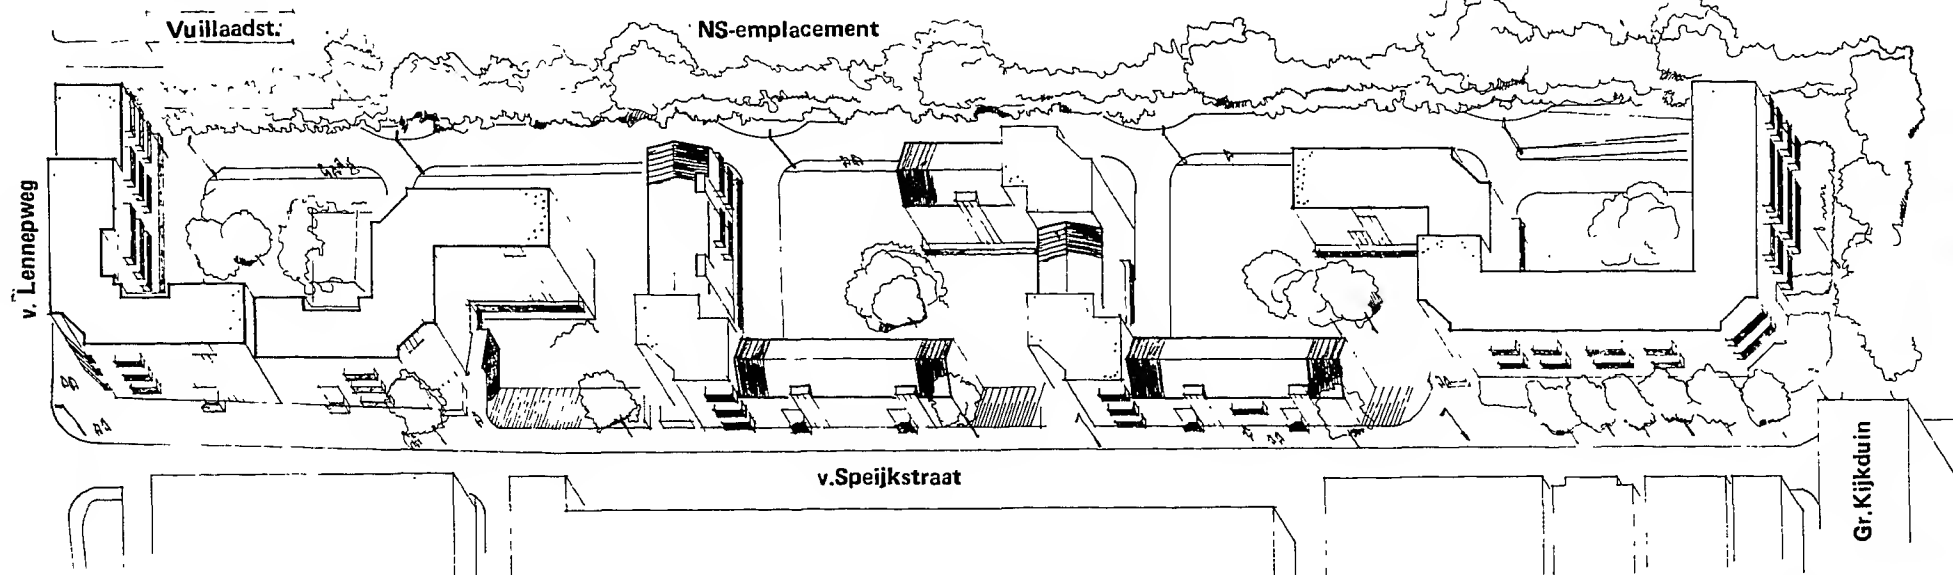 Vuillaadst.
NS-emplacement
v. Lennepweg
v.Speijkstraat
Gr.Kijkduin